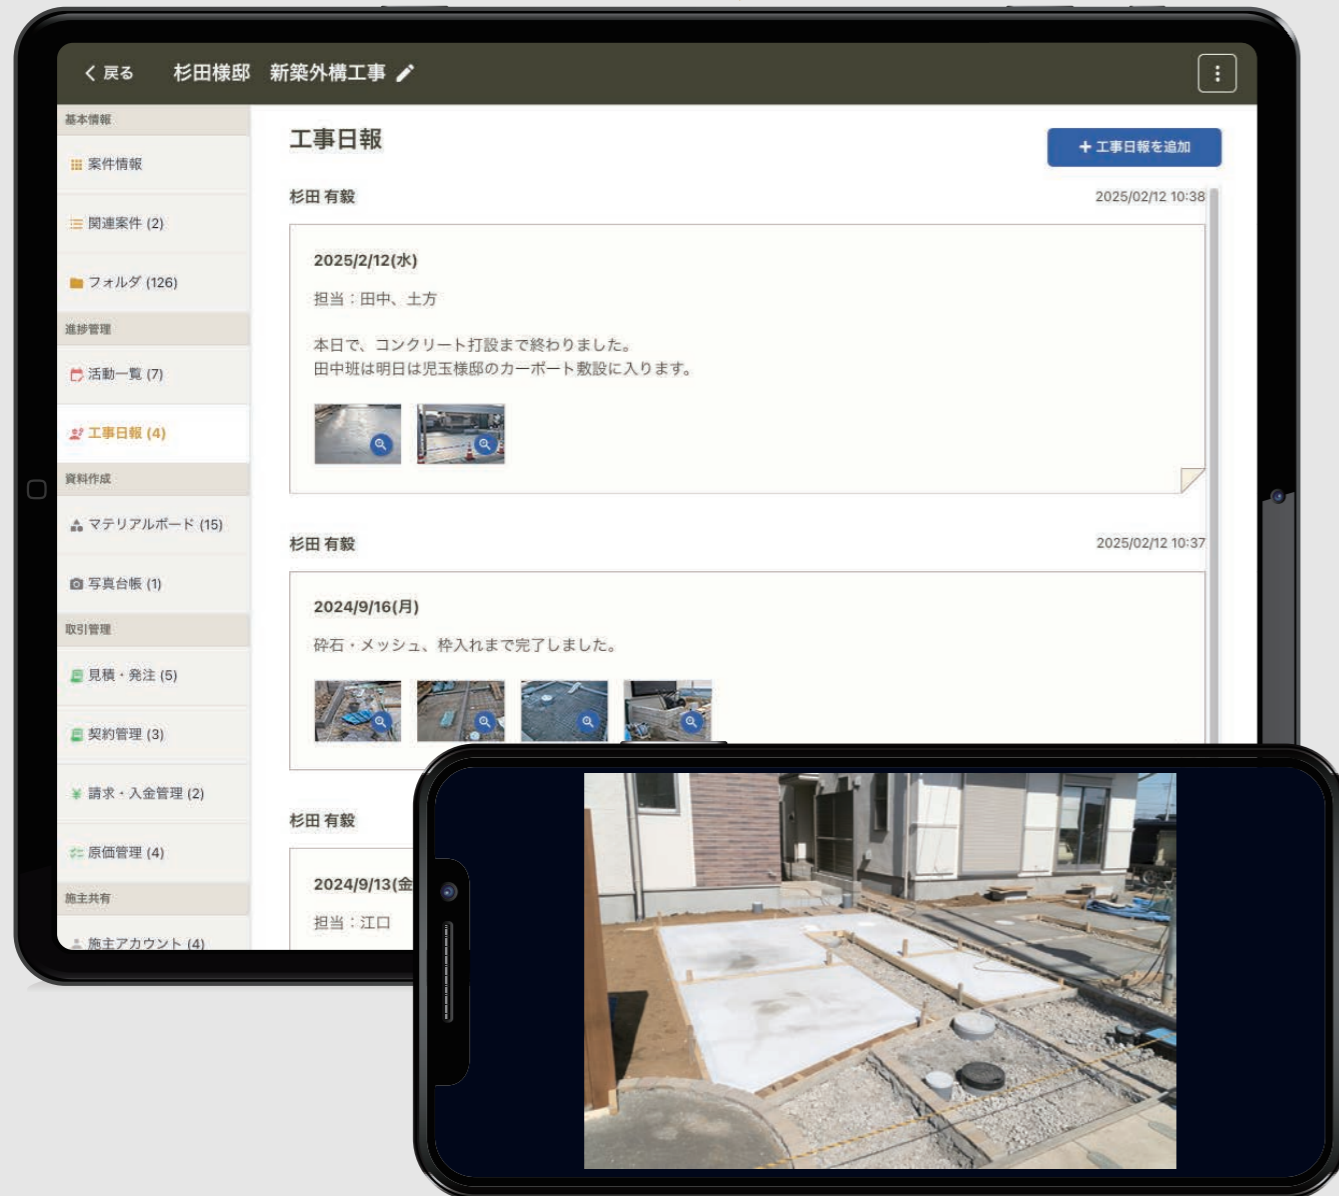 戻る 杉田様邸 新築外構工事
基本情報
案件情報
関連案件 (2)
フォルダ (126)
進捗管理
活動一覧 (7)
工事日報 (4)
資料作成
マテリアルボード (15)
写真台帳 (1)
取引管理
見積・発注 (5)
契約管理 (3)
¥ 請求・入金管理 (2)
原価管理 (4)
施主共有
施主アカウント (4)
工事日報
+ 工事日報を追加
杉田 有毅
2025/02/12 10:38
2025/2/12(水)
担当：田中、土方
本日で、コンクリート打設まで終わりました。
田中班は明日は児玉様邸のカーポート敷設に入ります。
杉田 有毅
2025/02/12 10:37
2024/9/16(月)
砕石・メッシュ、枠入れまで完了しました。
杉田 有毅
2024/9/13(金
担当：江口